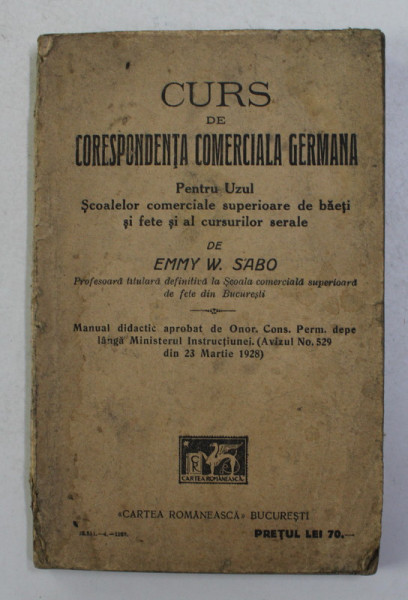 CURS
DE
CORESPONDENȚA COMERCIALA GERMANA
Pentru Uzul
Școalelor comerciale superioare de băeți
și fete și al cursurilor serale
DE
EMMY W. SABO
Profesoară titulară definitivă la Școala comercială superioară
de fete din București
Manual didactic aprobat de Onor. Cons. Perm. depe
lângă Ministerul Instrucțiunei. (Avizul No. 529
din 23 Martie 1928)
CARTEA ROMÂNEASCĂ
«CARTEA ROMÂNEASCĂ» BUCUREȘTI
PREȚUL LEI 70.—